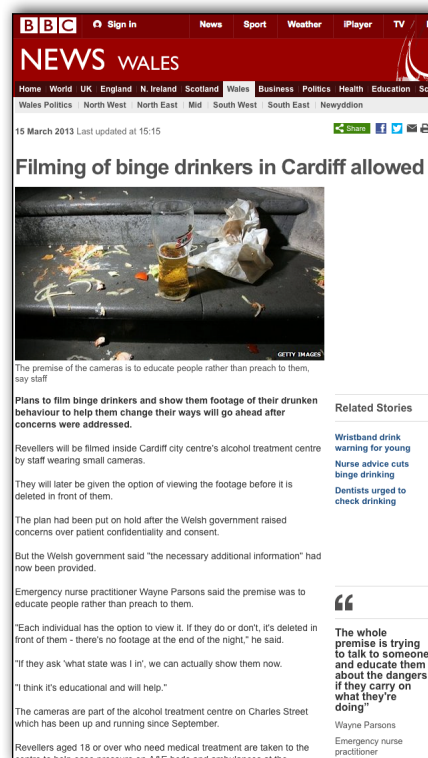 BBC Sign in News Sport Weather iPlayer TV
NEWS WALES
Home World UK England N. Ireland Scotland Wales Business Politics Health Education
Wales Politics North West North East Mid South West South East Newyddion
15 March 2013 Last updated at 15:15
Share
Filming of binge drinkers in Cardiff allowed
GETTY IMAGES
The premise of the cameras is to educate people rather than preach to them,
say staff
Plans to film binge drinkers and show them footage of their drunken
behaviour to help them change their ways will go ahead after
concerns were addressed.
Revellers will be filmed inside Cardiff city centre's alcohol treatment centre
by staff wearing small cameras.
They will later be given the option of viewing the footage before it is
deleted in front of them.
The plan had been put on hold after the Welsh government raised
concerns over patient confidentiality and consent.
But the Welsh government said "the necessary additional information" had
now been provided.
Emergency nurse practitioner Wayne Parsons said the premise was to
educate people rather than preach to them.
"Each individual has the option to view it. If they do or don't, it's deleted in
front of them - there's no footage at the end of the night," he said.
"If they ask 'what state was I in', we can actually show them now.
"I think it's educational and will help."
The cameras are part of the alcohol treatment centre on Charles Street
which has been up and running since September.
Revellers aged 18 or over who need medical treatment are taken to the
Related Stories
Wristband drink
warning for young
Nurse advice cuts
binge drinking
Dentists urged to
check drinking
“
The whole
premise is trying
to talk to someone
and educate them
about the dangers
if they carry on
what they're
doing”
Wayne Parsons
Emergency nurse
practitioner